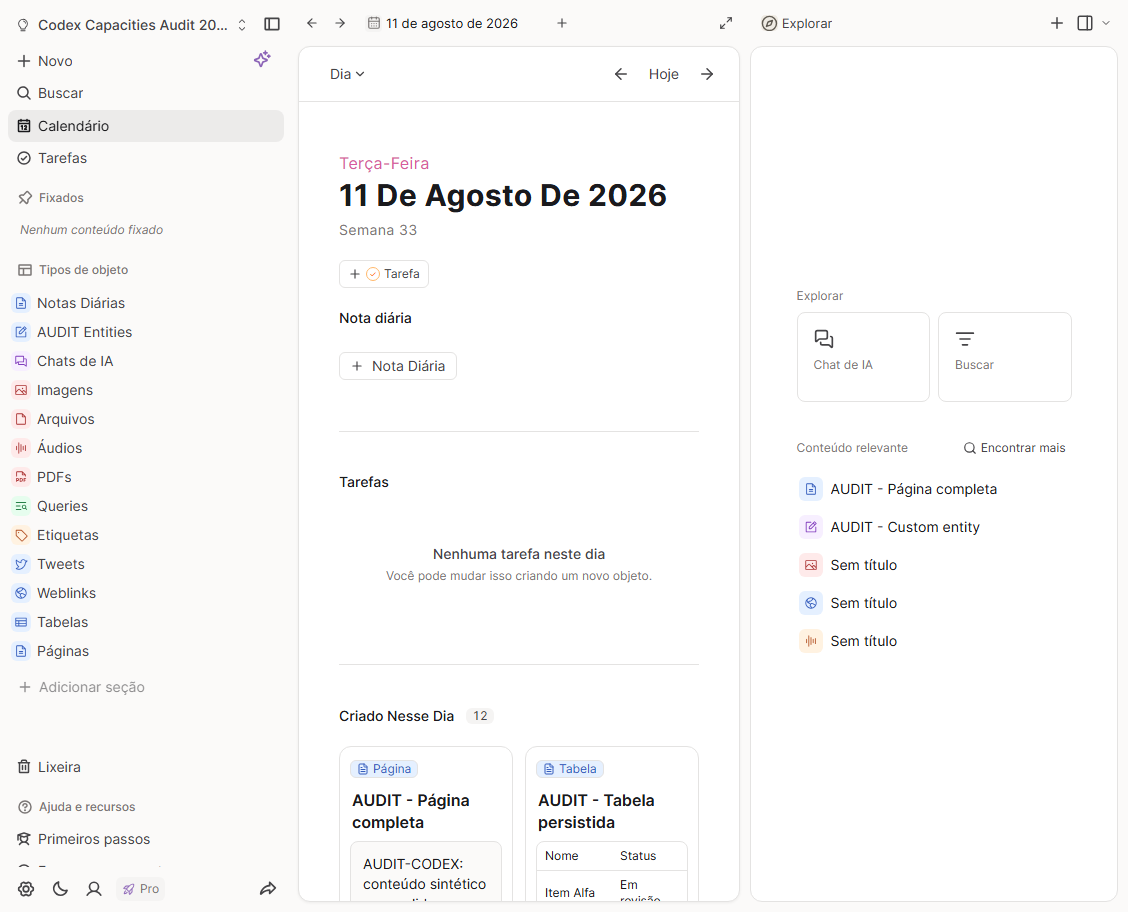 Codex Capacities Audit 20...
Novo
Buscar
Calendário
Tarefas
Fixados
Nenhum conteúdo fixado
Tipos de objeto
Notas Diárias
AUDIT Entities
Chats de IA
Imagens
Arquivos
Áudios
PDFs
Queries
Etiquetas
Tweets
Weblinks
Tabelas
Páginas
Adicionar seção
Lixeira
Ajuda e recursos
Primeiros passos
Pro
11 de agosto de 2026
Dia
Hoje
Terça-Feira
11 De Agosto De 2026
Semana 33
Tarefa
Nota diária
Nota Diária
Tarefas
Nenhuma tarefa neste dia
Você pode mudar isso criando um novo objeto.
Criado Nesse Dia 12
Página
AUDIT - Página
completa
AUDIT-CODEX:
conteúdo sintético
Tabela
AUDIT - Tabela
persistida
Nome Status
Item Alfa Em
revisão
Explorar
Explorar
Chat de IA
Buscar
Conteúdo relevante
Encontrar mais
AUDIT - Página completa
AUDIT - Custom entity
Sem título
Sem título
Sem título